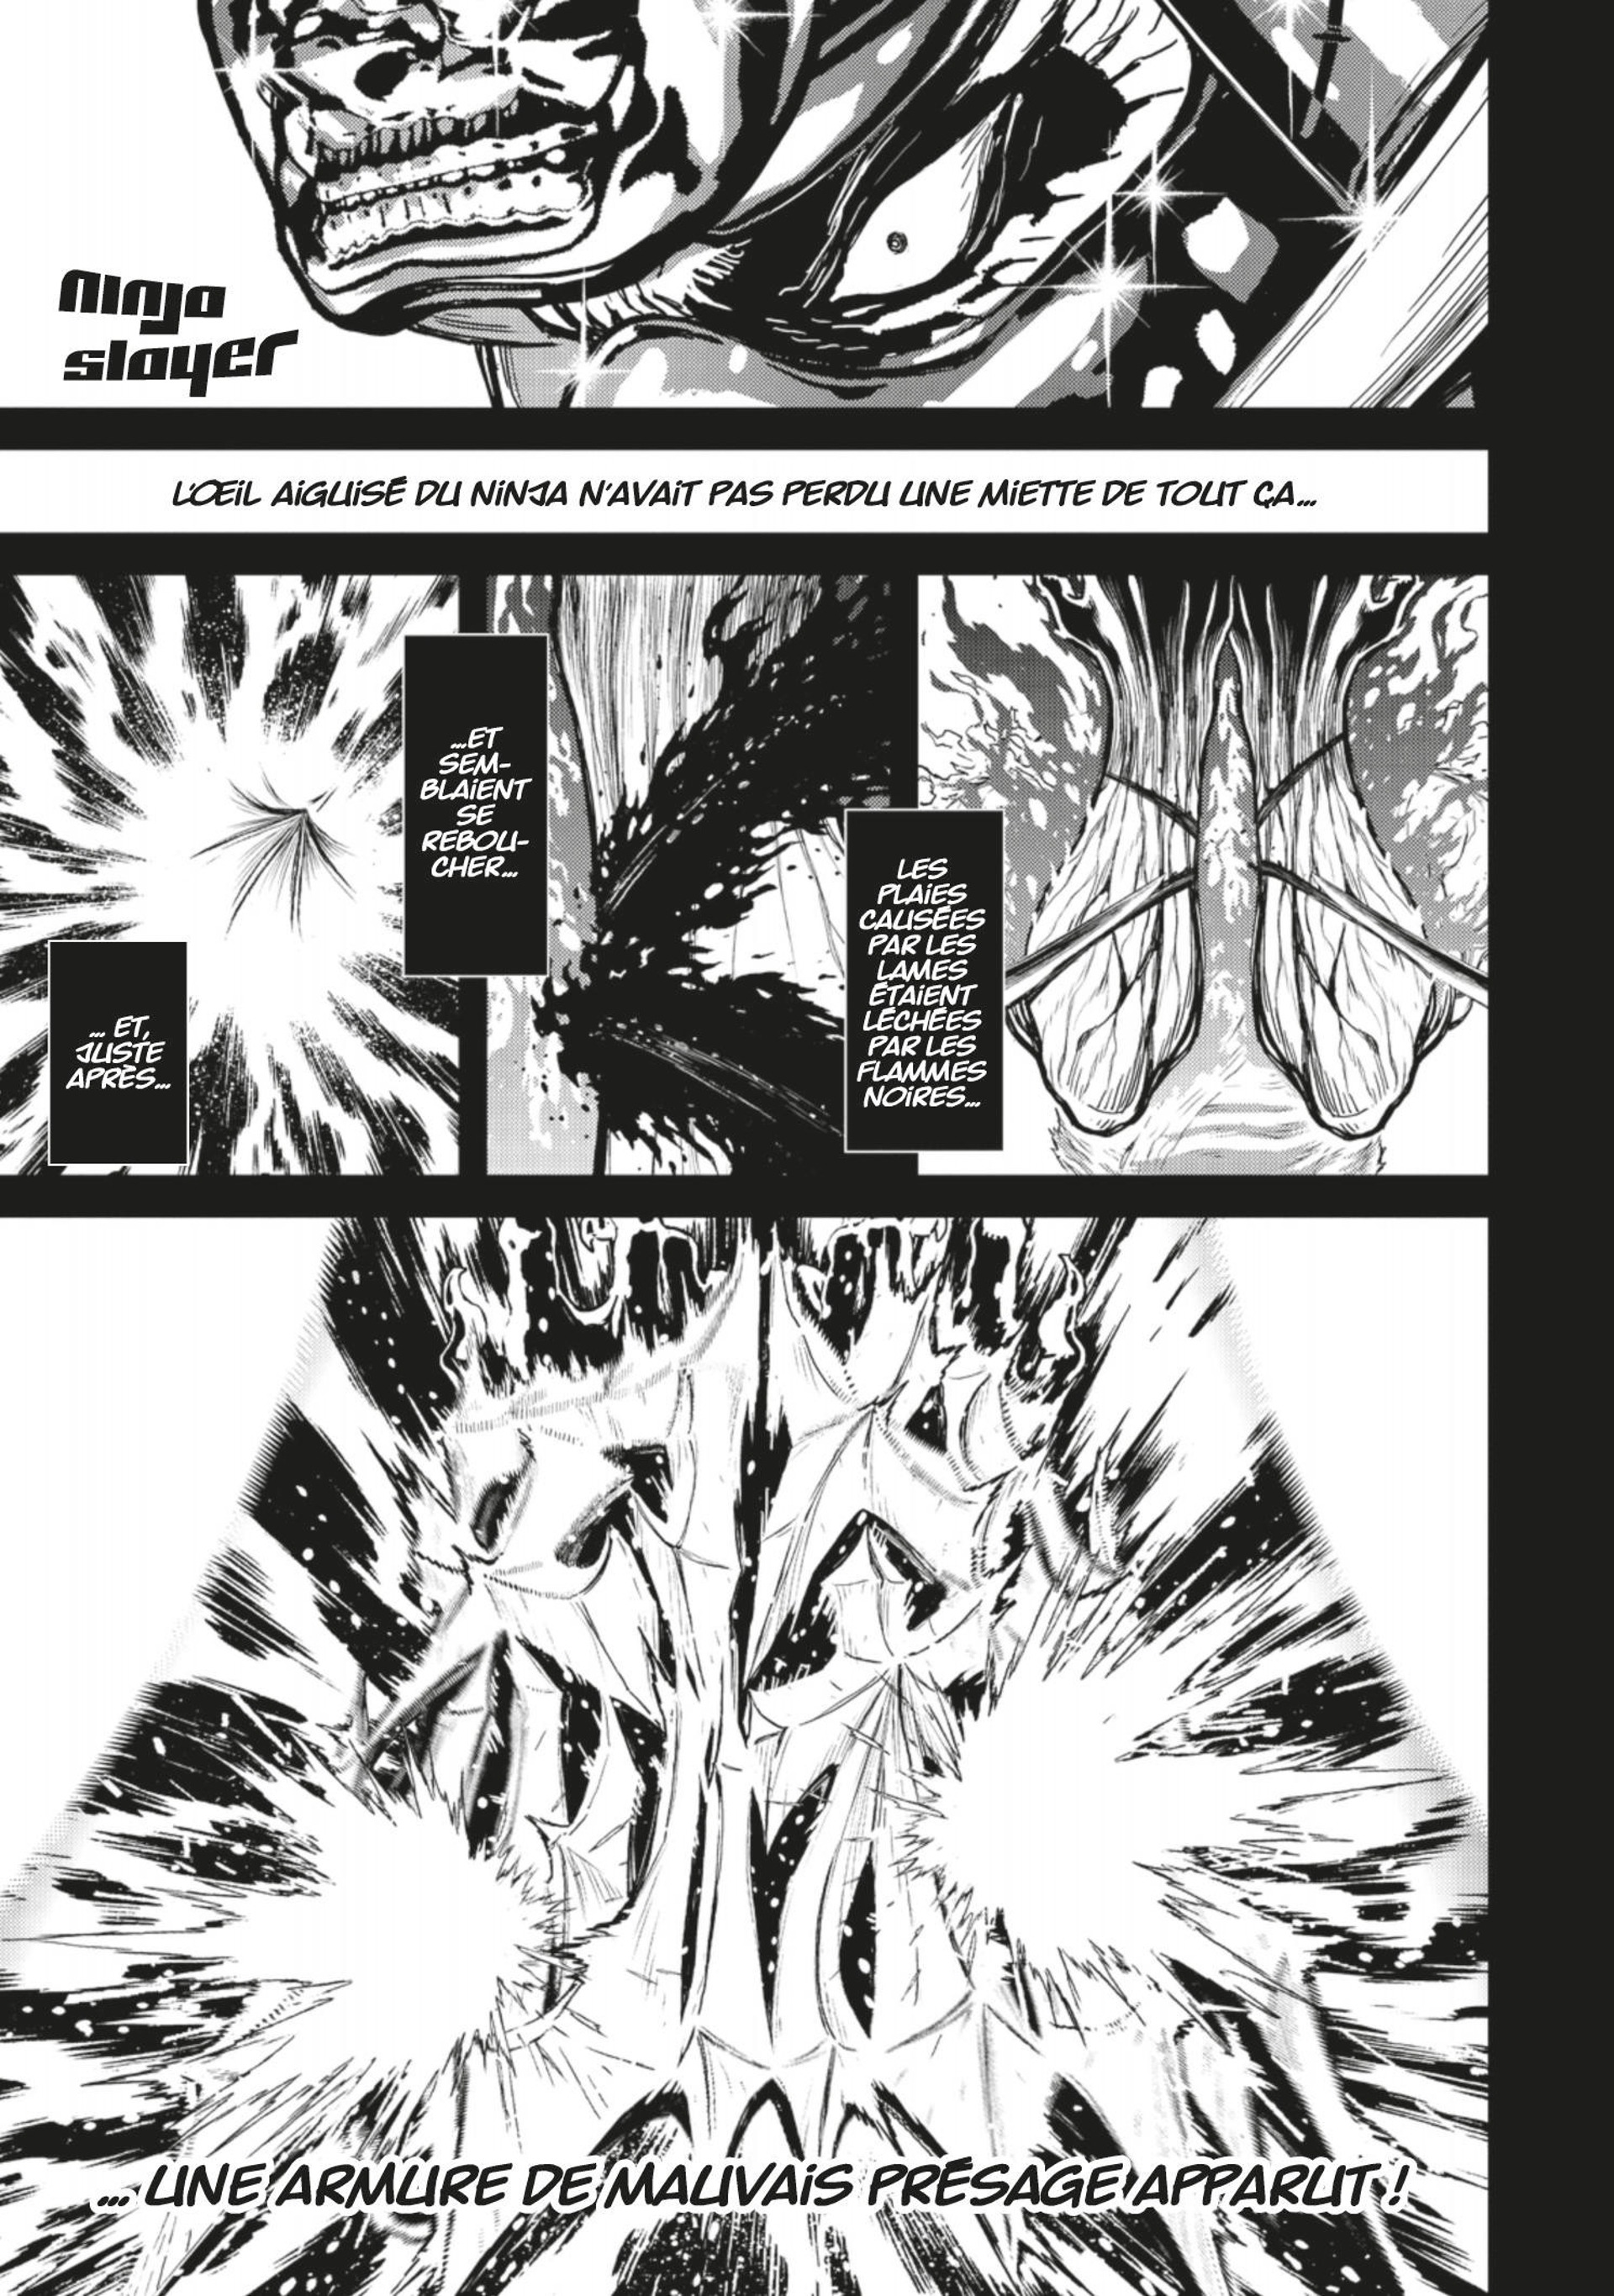 ninja
slayer
L'ŒiL AiGUiSÉ DU NiNJA N'AVAiT PAS PERDU UNE MiETTE DE TOUT ÇA...
LES
PLAiES
CAUSÉES
PAR LES
LAMES
ÉTAiENT
LÉCHÉES
PAR LES
FLAMMES
NOiRES...
...ET
SEM-
BLAiENT
SE
REBOU-
CHER...
... ET,
JUSTE
APRÈS...
... UNE ARMURE DE MAUVAiS PRÉSAGE APPARUT !